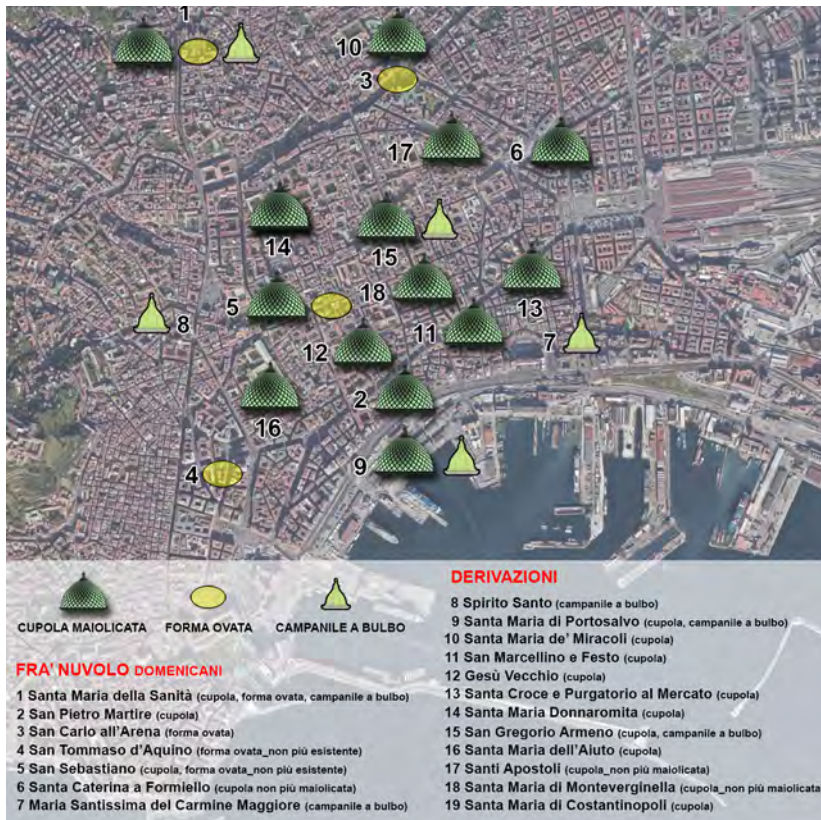 1
10
3
17
6
14
15
18
13
5
8
11
7
12
2
16
9
4
CUPOLA MAIOLICATA
FORMA OVATA
CAMPANILE A BULBO
FRA' NUVOLO DOMENICANI
1 Santa Maria della Sanità (cupola, forma ovata, campanile a bulbo)
2 San Pietro Martire (cupola)
3 San Carlo all'Arena (forma ovata)
4 San Tommaso d'Aquino (forma ovata_non più esistente)
5 San Sebastiano (cupola, forma ovata_non più esistente)
6 Santa Caterina a Formiello (cupola non più maiolicata)
7 Maria Santissima del Carmine Maggiore (campanile a bulbo)
DERIVAZIONI
8 Spirito Santo (campanile a bulbo)
9 Santa Maria di Portosalvo (cupola, campanile a bulbo)
10 Santa Maria de' Miracoli (cupola)
11 San Marcellino e Festo (cupola)
12 Gesù Vecchio (cupola)
13 Santa Croce e Purgatorio al Mercato (cupola)
14 Santa Maria Donnaromita (cupola)
15 San Gregorio Armeno (cupola, campanile a bulbo)
16 Santa Maria dell'Aiuto (cupola)
17 Santi Apostoli (cupola_non più maiolicata)
18 Santa Maria di Monteverginella (cupola_non più maiolicata
19 Santa Maria di Costantinopoli (cupola)